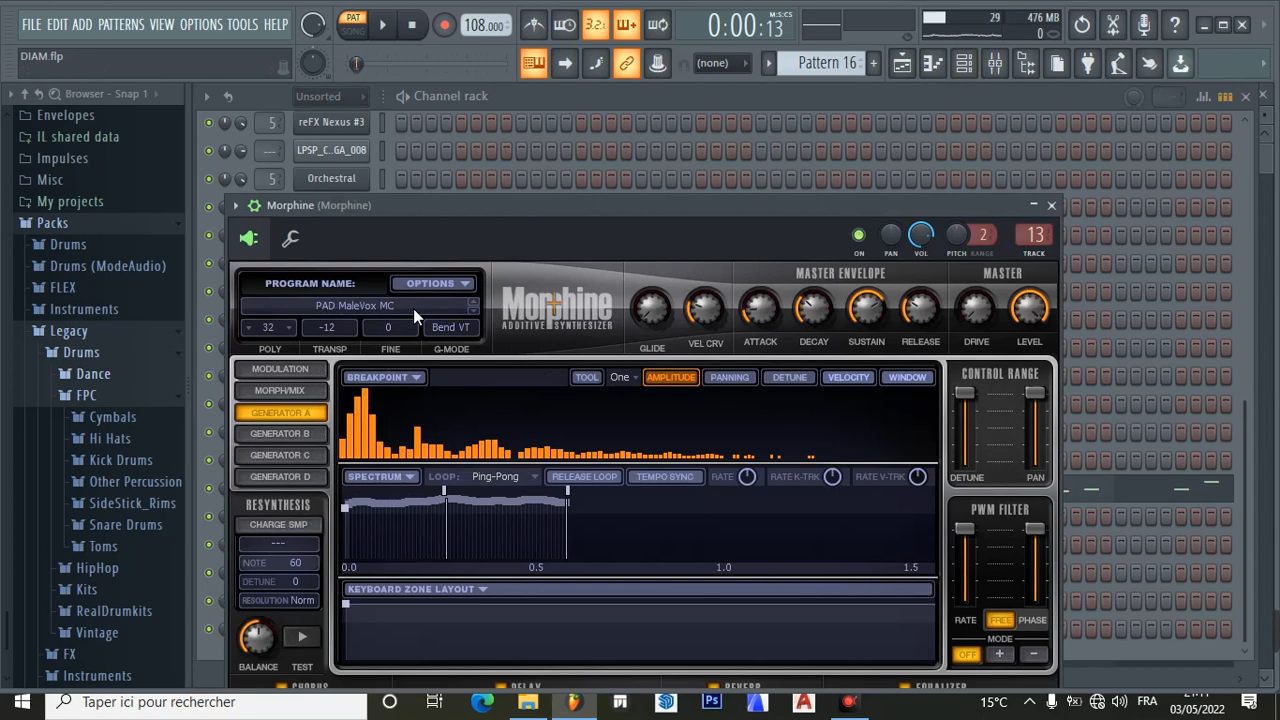 FILE EDIT ADD PATTERNS VIEW OPTIONS TOOLS HELP
PAT
SONG
108.000
3.2.
0:00:13
M:S:CS
29
476 MB
0
DIAM.flp
(none)
Pattern 16
Browser - Snap 1
Unsorted
Channel rack
Envelopes
IL shared data
Impulses
Misc
My projects
Packs
Drums
Drums (ModeAudio)
FLEX
Instruments
Legacy
Drums
Dance
FPC
Cymbals
Hi Hats
Kick Drums
Other Percussion
SideStick_Rims
Snare Drums
Toms
HipHop
Kits
RealDrumkits
Vintage
FX
Instruments
5
reFX Nexus #3
---
LPSP_C...GA_008
5
Orchestral
Morphine (Morphine)
ON
PAN
VOL
PITCH
RANGE
2
13
TRACK
PROGRAM NAME:
OPTIONS
PAD MaleVox MC
32
-12
0
Bend VT
POLY
TRANSP
FINE
G-MODE
Morphine
ADDITIVE SYNTHESIZER
GLIDE
VEL CRV
MASTER ENVELOPE
ATTACK
DECAY
SUSTAIN
RELEASE
MASTER
DRIVE
LEVEL
MODULATION
MORPH/MIX
GENERATOR A
GENERATOR B
GENERATOR C
GENERATOR D
RESYNTHESIS
CHARGE SMP
---
NOTE 60
DETUNE 0
RESOLUTION Norm
BALANCE
TEST
BREAKPOINT
TOOL
One
AMPLITUDE
PANNING
DETUNE
VELOCITY
WINDOW
SPECTRUM
LOOP:
Ping-Pong
RELEASE LOOP
TEMPO SYNC
RATE
RATE K-TRK
RATE V-TRK
0.0
0.5
1.0
1.5
KEYBOARD ZONE LAYOUT
CONTROL RANGE
DETUNE
PAN
PWM FILTER
RATE
FREE
PHASE
MODE
OFF
+
-
CHORUS
DELAY
REVERB
EQUALIZER
Taper ici pour rechercher
Ps
15°C
FRA
21:11
03/05/2022